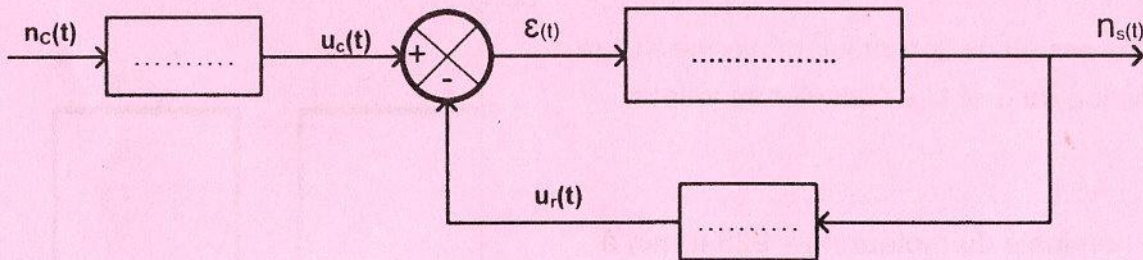 n_C(t)
..........
u_c(t)
+
-
ε(t)
.................
n_s(t)
u_r(t)
..........